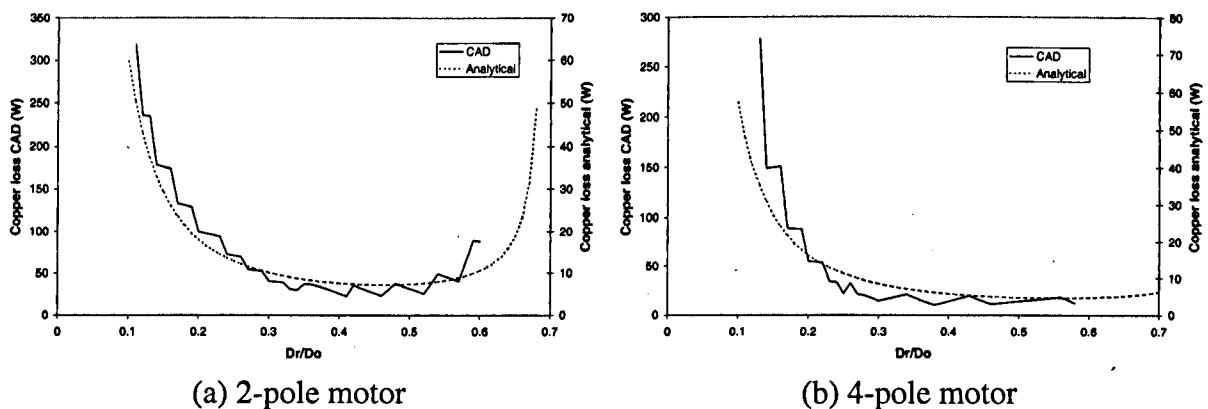 350
300
250
200
150
100
50
0
Copper loss CAD (W)
70
60
50
40
30
20
10
0
Copper loss analytical (W)
CAD
Analytical
0 0.1 0.2 0.3 0.4 0.5 0.6 0.7
Dr/Do
(a) 2-pole motor
300
250
200
150
100
50
0
Copper loss CAD (W)
80
70
60
50
40
30
20
10
0
Copper loss analytical (W)
CAD
Analytical
0 0.1 0.2 0.3 0.4 0.5 0.6 0.7
Dr/Do
(b) 4-pole motor